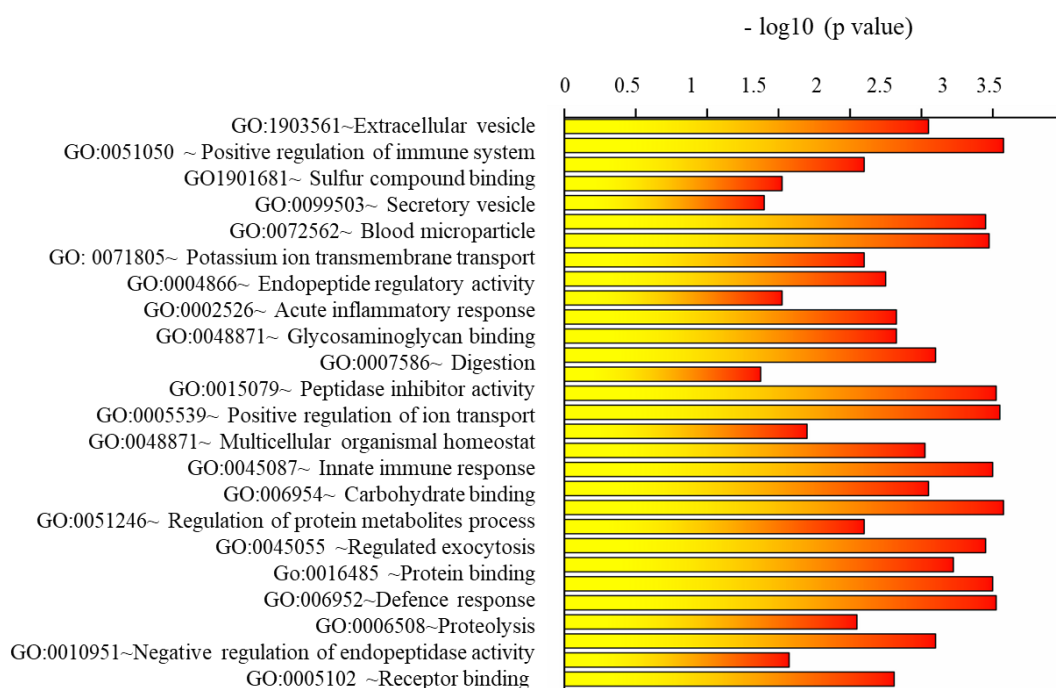 - log10 (p value)
0 0.5 1 1.5 2 2.5 3 3.5
GO:1903561~Extracellular vesicle
GO:0051050 ~ Positive regulation of immune system
GO1901681~ Sulfur compound binding
GO:0099503~ Secretory vesicle
GO:0072562~ Blood microparticle
GO: 0071805~ Potassium ion transmembrane transport
GO:0004866~ Endopeptide regulatory activity
GO:0002526~ Acute inflammatory response
GO:0048871~ Glycosaminoglycan binding
GO:0007586~ Digestion
GO:0015079~ Peptidase inhibitor activity
GO:0005539~ Positive regulation of ion transport
GO:0048871~ Multicellular organismal homeostat
GO:0045087~ Innate immune response
GO:006954~ Carbohydrate binding
GO:0051246~ Regulation of protein metabolites process
GO:0045055 ~Regulated exocytosis
Go:0016485 ~Protein binding
GO:006952~Defence response
GO:0006508~Proteolysis
GO:0010951~Negative regulation of endopeptidase activity
GO:0005102 ~Receptor binding